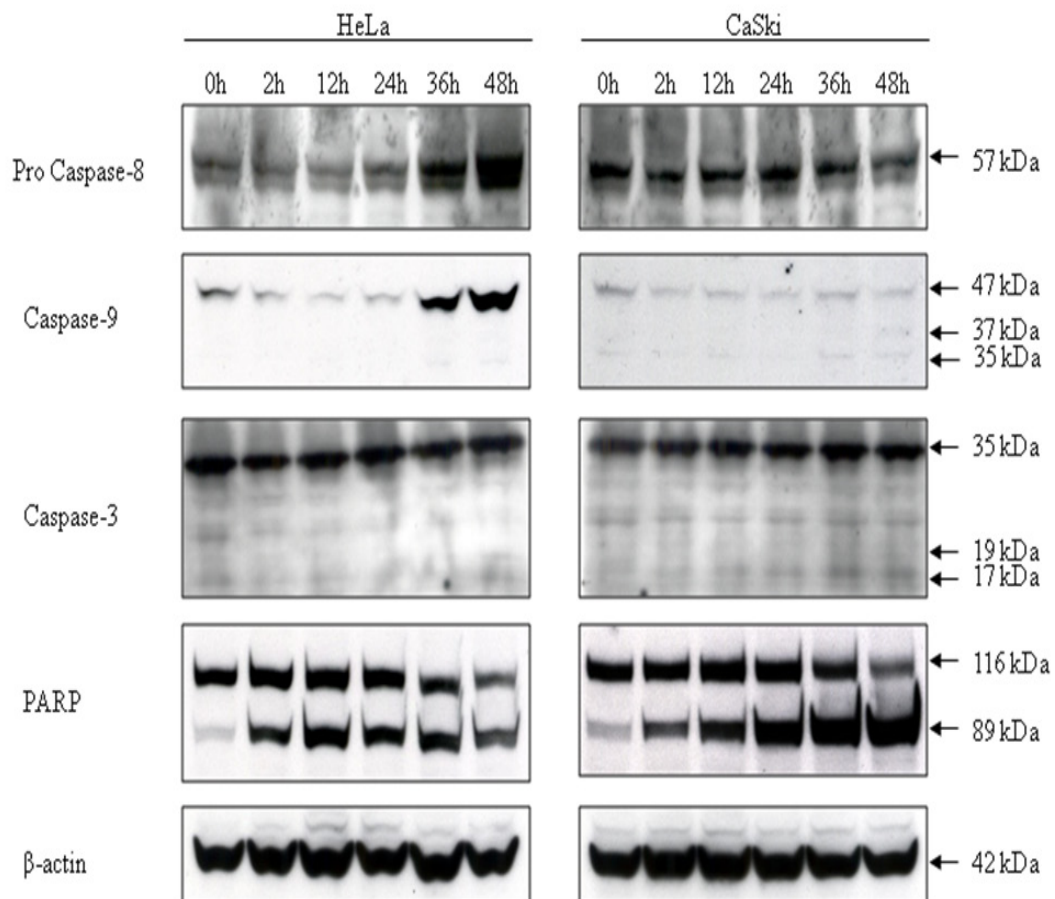 HeLa CaSki
0h 2h 12h 24h 36h 48h 0h 2h 12h 24h 36h 48h
Pro Caspase-8 57 kDa
Caspase-9 47 kDa
37 kDa
35 kDa
Caspase-3 35 kDa
19 kDa
17 kDa
PARP 116 kDa
89 kDa
β-actin 42 kDa